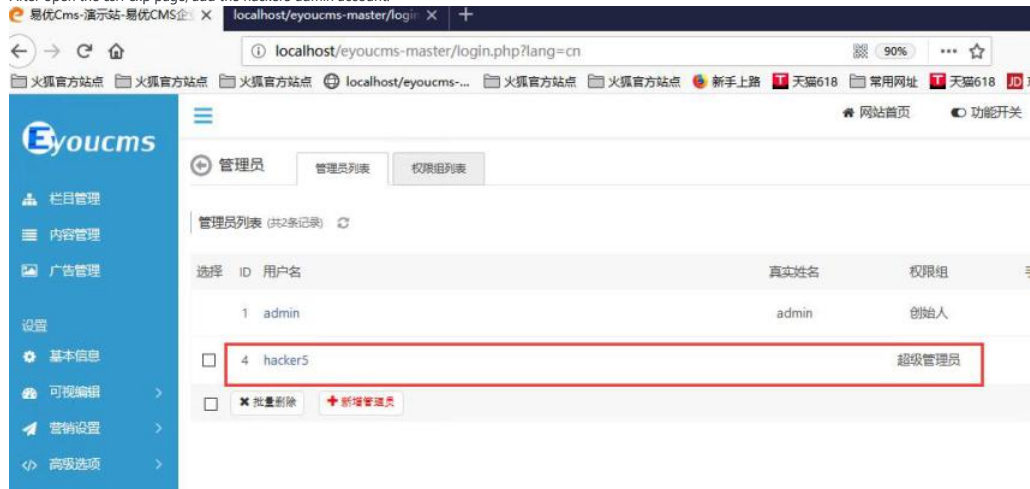 易优Cms-演示站-易优CMS企 localhost/eyoucms-master/login
localhost/eyoucms-master/login.php?lang=cn 90%
火狐官方站点 火狐官方站点 火狐官方站点 localhost/eyoucms-... 火狐官方站点 火狐官方站点 新手上路 天猫618 常用网址 天猫618 JD
Eyoucms
网站首页 功能开关
管理员 管理员列表 权限组列表
栏目管理
管理员列表 (共2条记录)
内容管理
广告管理
选择 ID 用户名 真实姓名 权限组
1 admin admin 创始人
设置
基本信息
4 hacker5 超级管理员
可视编辑
批量删除 新增管理员
营销设置
高级选项